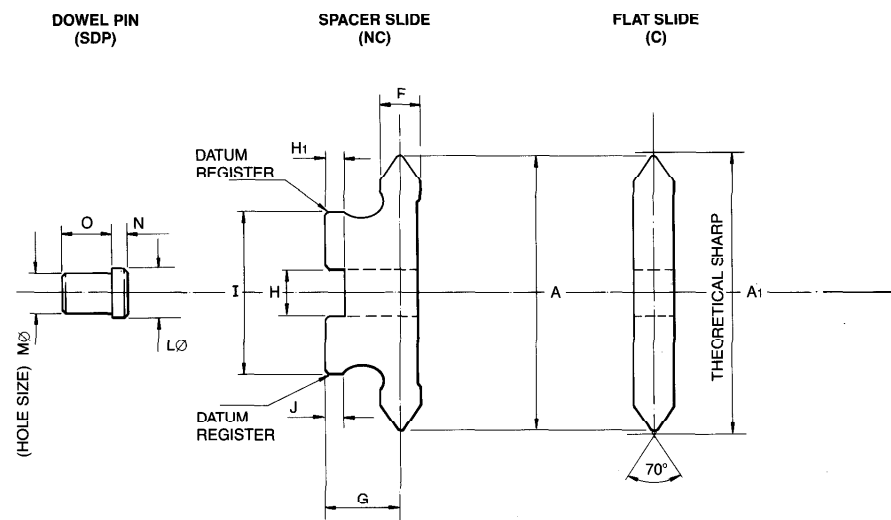 DOWEL PIN
(SDP)
SPACER SLIDE
(NC)
FLAT SLIDE
(C)
F
H1
DATUM
REGISTER
O
N
I
H
A
A1
THEORETICAL SHARP
(HOLE SIZE) MØ
LØ
J
DATUM
REGISTER
G
70°